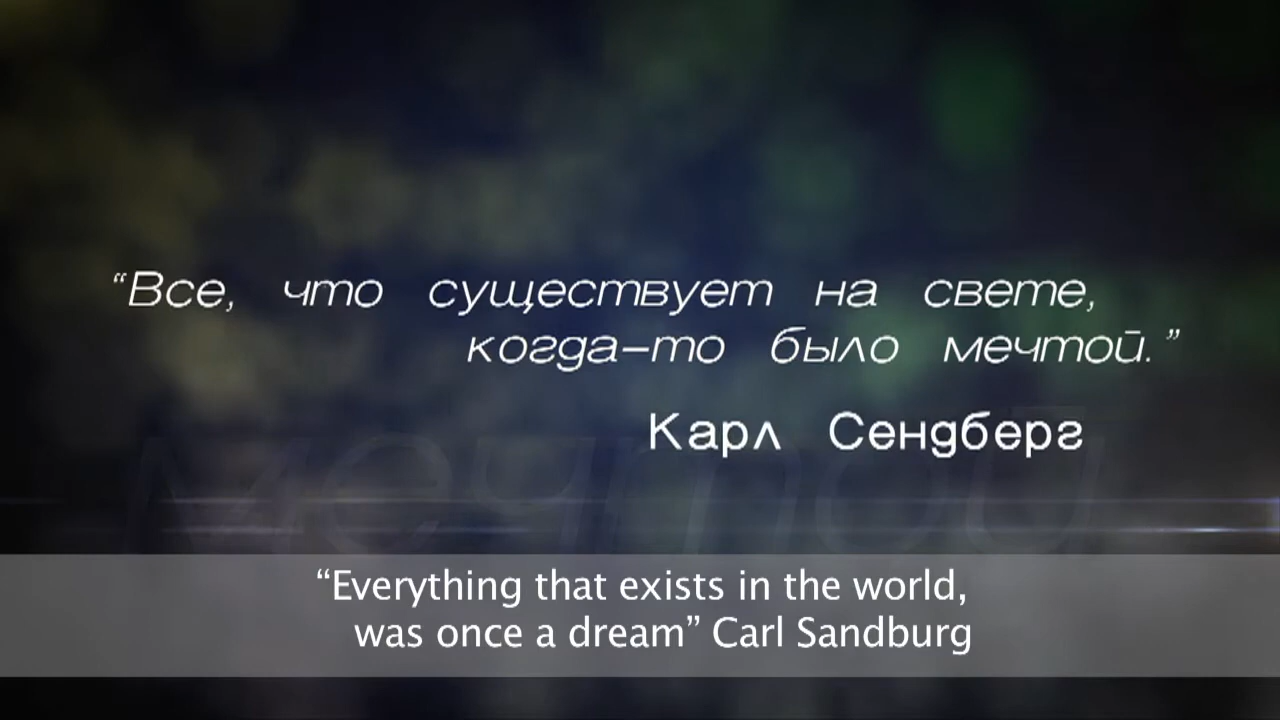 “Все, что существует на свете,
когда-то было мечтой.”
Карл Сендберг
мечтой
“Everything that exists in the world,
was once a dream” Carl Sandburg